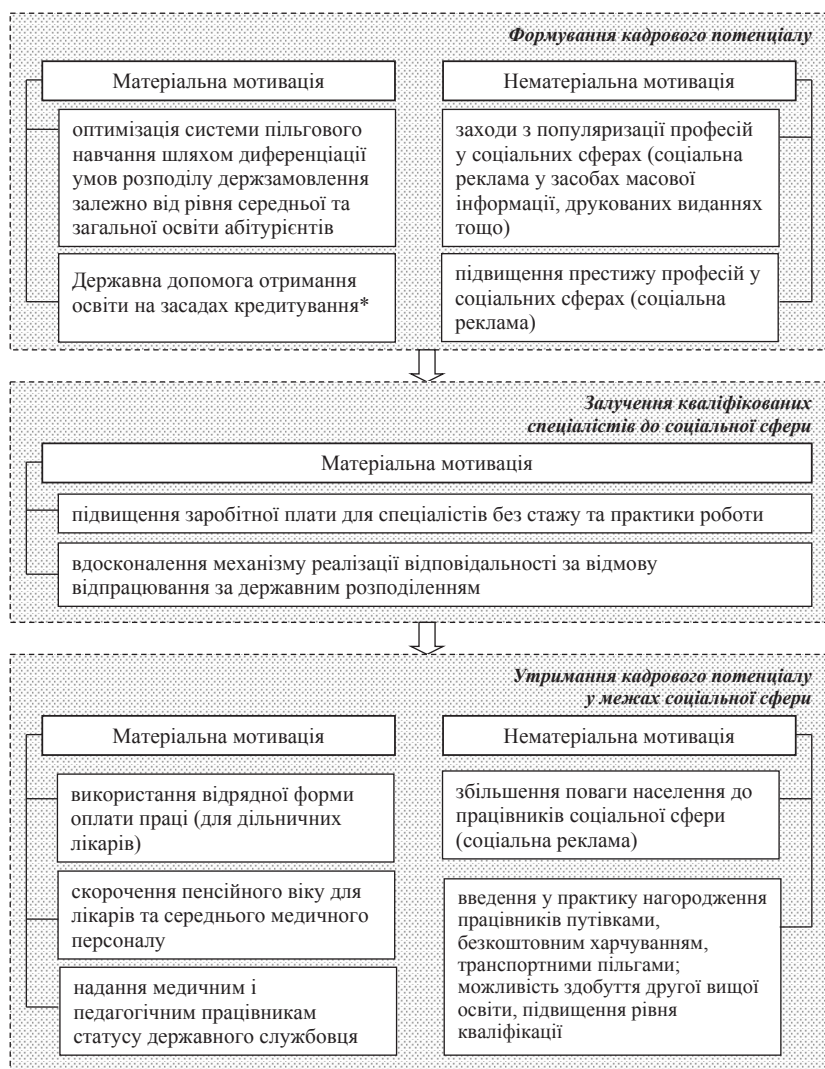 Формування кадрового потенціалу
Матеріальна мотивація
оптимізація системи пільгового
навчання шляхом диференціації
умов розподілу держзамовлення
залежно від рівня середньої та
загальної освіти абітурієнтів
Державна допомога отримання
освіти на засадах кредитування*
Нематеріальна мотивація
заходи з популяризації професій
у соціальних сферах (соціальна
реклама у засобах масової
інформації, друкованих виданнях
тощо)
підвищення престижу професій у
соціальних сферах (соціальна
реклама)
Залучення кваліфікованих
спеціалістів до соціальної сфери
Матеріальна мотивація
підвищення заробітної плати для спеціалістів без стажу та практики роботи
вдосконалення механізму реалізації відповідальності за відмову
відпрацювання за державним розподіленням
Утримання кадрового потенціалу
у межах соціальної сфери
Матеріальна мотивація
використання відрядної форми
оплати праці (для дільничних
лікарів)
скорочення пенсійного віку для
лікарів та середнього медичного
персоналу
надання медичним і
педагогічним працівникам
статусу державного службовця
Нематеріальна мотивація
збільшення поваги населення до
працівників соціальної сфери
(соціальна реклама)
введення у практику нагородження
працівників путівками,
безкоштовним харчуванням,
транспортними пільгами;
можливість здобуття другої вищої
освіти, підвищення рівня
кваліфікації